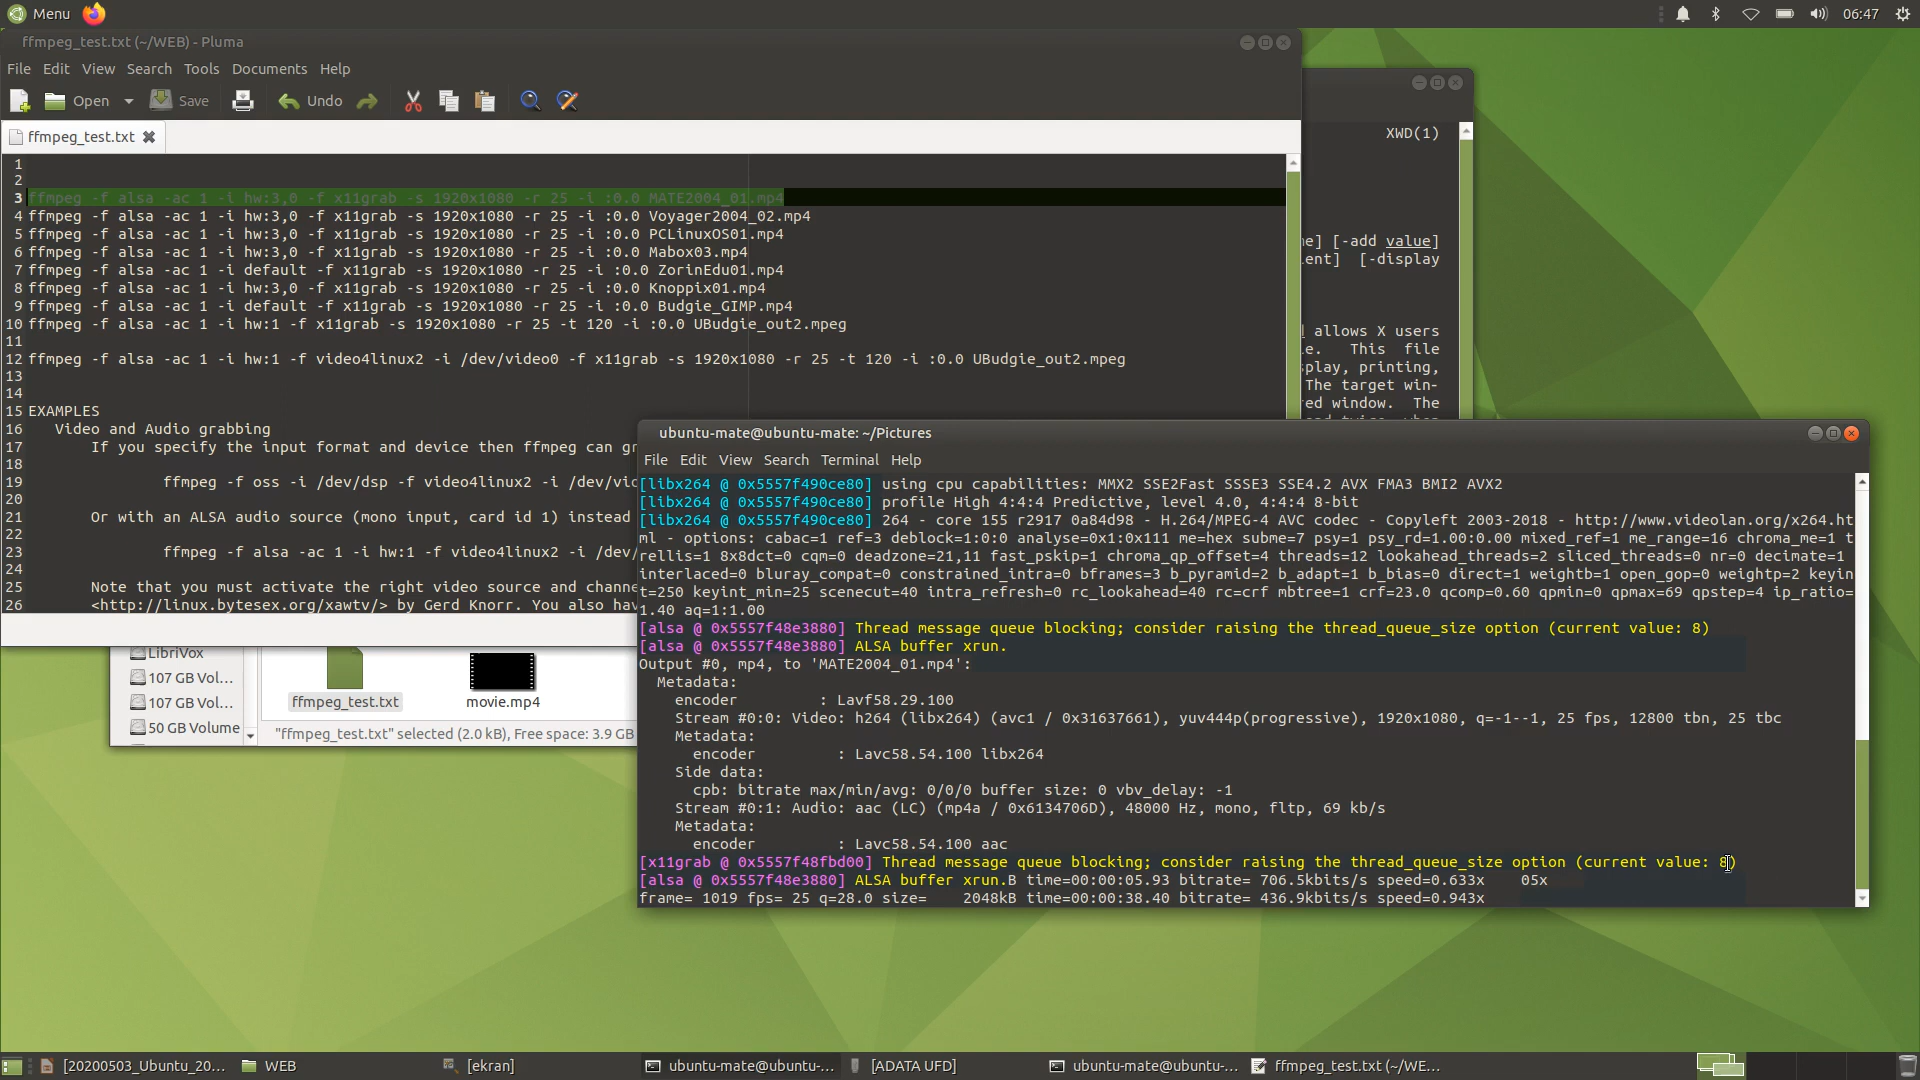 Menu
06:47
ffmpeg_test.txt (~/WEB) - Pluma
File Edit View Search Tools Documents Help
Open Save Undo
ffmpeg_test.txt
1
2
3 ffmpeg -f alsa -ac 1 -i hw:3,0 -f x11grab -s 1920x1080 -r 25 -i :0.0 MATE2004_01.mp4
4 ffmpeg -f alsa -ac 1 -i hw:3,0 -f x11grab -s 1920x1080 -r 25 -i :0.0 Voyager2004_02.mp4
5 ffmpeg -f alsa -ac 1 -i hw:3,0 -f x11grab -s 1920x1080 -r 25 -i :0.0 PCLinuxOS01.mp4
6 ffmpeg -f alsa -ac 1 -i hw:3,0 -f x11grab -s 1920x1080 -r 25 -i :0.0 Mabox03.mp4
7 ffmpeg -f alsa -ac 1 -i default -f x11grab -s 1920x1080 -r 25 -i :0.0 ZorinEdu01.mp4
8 ffmpeg -f alsa -ac 1 -i hw:3,0 -f x11grab -s 1920x1080 -r 25 -i :0.0 Knoppix01.mp4
9 ffmpeg -f alsa -ac 1 -i default -f x11grab -s 1920x1080 -r 25 -i :0.0 Budgie_GIMP.mp4
10 ffmpeg -f alsa -ac 1 -i hw:1 -f x11grab -s 1920x1080 -r 25 -t 120 -i :0.0 UBudgie_out2.mpeg
11
12 ffmpeg -f alsa -ac 1 -i hw:1 -f video4linux2 -i /dev/video0 -f x11grab -s 1920x1080 -r 25 -t 120 -i :0.0 UBudgie_out2.mpeg
13
14
15 EXAMPLES
16 Video and Audio grabbing
17 If you specify the input format and device then ffmpeg can gr
18
19 ffmpeg -f oss -i /dev/dsp -f video4linux2 -i /dev/vid
20
21 Or with an ALSA audio source (mono input, card id 1) instead
22
23 ffmpeg -f alsa -ac 1 -i hw:1 -f video4linux2 -i /dev/
24
25 Note that you must activate the right video source and channe
26 <http://linux.bytesex.org/xawtv/> by Gerd Knorr. You also hav
XWD(1)
[-add value]
[-display
allows X users
This file
printing,
The target win-
window. The
LibriVox
107 GB Vol...
107 GB Vol...
50 GB Volume
ffmpeg_test.txt
movie.mp4
"ffmpeg_test.txt" selected (2.0 kB), Free space: 3.9 GB
ubuntu-mate@ubuntu-mate: ~/Pictures
File Edit View Search Terminal Help
[libx264 @ 0x5557f490ce80] using cpu capabilities: MMX2 SSE2Fast SSSE3 SSE4.2 AVX FMA3 BMI2 AVX2
[libx264 @ 0x5557f490ce80] profile High 4:4:4 Predictive, level 4.0, 4:4:4 8-bit
[libx264 @ 0x5557f490ce80] 264 - core 155 r2917 0a84d98 - H.264/MPEG-4 AVC codec - Copyleft 2003-2018 - http://www.videolan.org/x264.ht
ml - options: cabac=1 ref=3 deblock=1:0:0 analyse=0x1:0x111 me=hex subme=7 psy=1 psy_rd=1.00:0.00 mixed_ref=1 me_range=16 chroma_me=1 t
rellis=1 8x8dct=0 cqm=0 deadzone=21,11 fast_pskip=1 chroma_qp_offset=4 threads=12 lookahead_threads=2 sliced_threads=0 nr=0 decimate=1
interlaced=0 bluray_compat=0 constrained_intra=0 bframes=3 b_pyramid=2 b_adapt=1 b_bias=0 direct=1 weightb=1 open_gop=0 weightp=2 keyin
t=250 keyint_min=25 scenecut=40 intra_refresh=0 rc_lookahead=40 rc=crf mbtree=1 crf=23.0 qcomp=0.60 qpmin=0 qpmax=69 qpstep=4 ip_ratio=
1.40 aq=1:1.00
[alsa @ 0x5557f48e3880] Thread message queue blocking; consider raising the thread_queue_size option (current value: 8)
[alsa @ 0x5557f48e3880] ALSA buffer xrun.
Output #0, mp4, to 'MATE2004_01.mp4':
Metadata:
encoder : Lavf58.29.100
Stream #0:0: Video: h264 (libx264) (avc1 / 0x31637661), yuv444p(progressive), 1920x1080, q=-1--1, 25 fps, 12800 tbn, 25 tbc
Metadata:
encoder : Lavc58.54.100 libx264
Side data:
cpb: bitrate max/min/avg: 0/0/0 buffer size: 0 vbv_delay: -1
Stream #0:1: Audio: aac (LC) (mp4a / 0x6134706D), 48000 Hz, mono, fltp, 69 kb/s
Metadata:
encoder : Lavc58.54.100 aac
[x11grab @ 0x5557f48fbd00] Thread message queue blocking; consider raising the thread_queue_size option (current value: 8)
[alsa @ 0x5557f48e3880] ALSA buffer xrun.B time=00:00:05.93 bitrate= 706.5kbits/s speed=0.633x 05x
frame= 1019 fps= 25 q=28.0 size= 2048kB time=00:00:38.40 bitrate= 436.9kbits/s speed=0.943x
[20200503_Ubuntu_20... WEB [ekran] ubuntu-mate@ubuntu-mate:... [ADATA UFD] ubuntu-mate@ubuntu-mate:... ffmpeg_test.txt (~/WE...